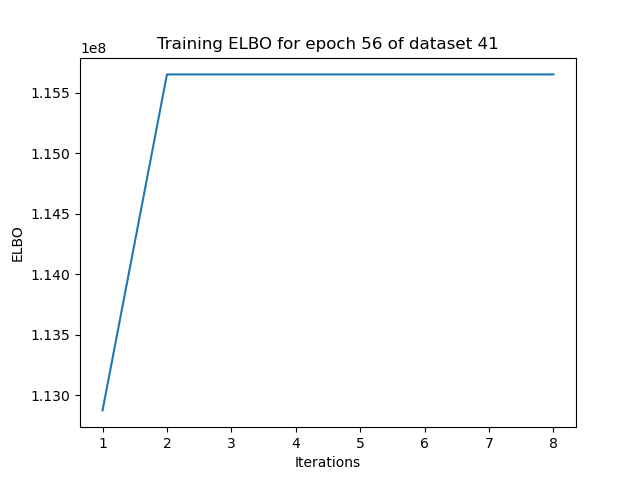 Training ELBO for epoch 56 of dataset 41
1e8
1.155
1.150
1.145
1.140
1.135
1.130
ELBO
1 2 3 4 5 6 7 8
Iterations